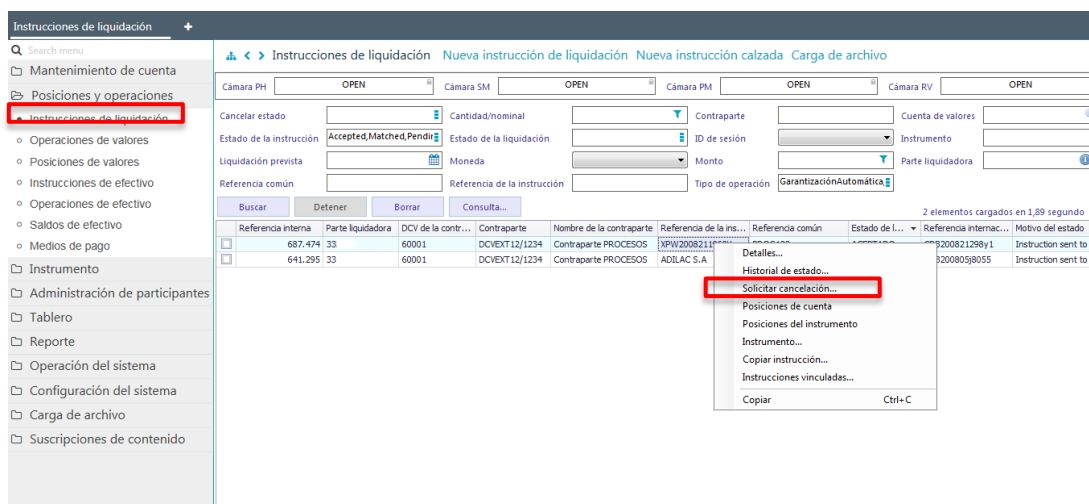 Instrucciones de liquidación +
Search menu
Mantenimiento de cuenta
Posiciones y operaciones
Instrucciones de liquidación
Operaciones de valores
Posiciones de valores
Instrucciones de efectivo
Operaciones de efectivo
Saldos de efectivo
Medios de pago
Instrumento
Administración de participantes
Tablero
Reporte
Operación del sistema
Configuración del sistema
Carga de archivo
Suscripciones de contenido
Instrucciones de liquidación Nueva instrucción de liquidación Nueva instrucción calzada Carga de archivo
Cámara PH OPEN Cámara SM OPEN Cámara PM OPEN Cámara RV OPEN
Cancelar estado Cantidad/nominal Contraparte Cuenta de valores
Estado de la instrucción Accepted,Matched,Pendir Estado de la liquidación ID de sesión Instrumento
Liquidación prevista Moneda Monto Parte liquidadora
Referencia común Referencia de la instrucción Tipo de operación GarantizaciónAutomática,
Buscar Detener Borrar Consulta...
2 elementos cargados en 1,89 segundo
Referencia interna Parte liquidadora DCV de la contr... Contraparte Nombre de la contraparte Referencia de la ins... Referencia común Estado de l... Referencia internac... Motivo del estado
687.474 33 60001 DCVEXT12/1234 Contraparte PROCESOS Instruction sent to
641.295 33 60001 DCVEXT12/1234 Contraparte PROCESOS ADILAC S.A Instruction sent to
Detalles...
Historial de estado...
Solicitar cancelación...
Posiciones de cuenta
Posiciones del instrumento
Instrumento...
Copiar instrucción...
Instrucciones vinculadas...
Copiar Ctrl+C